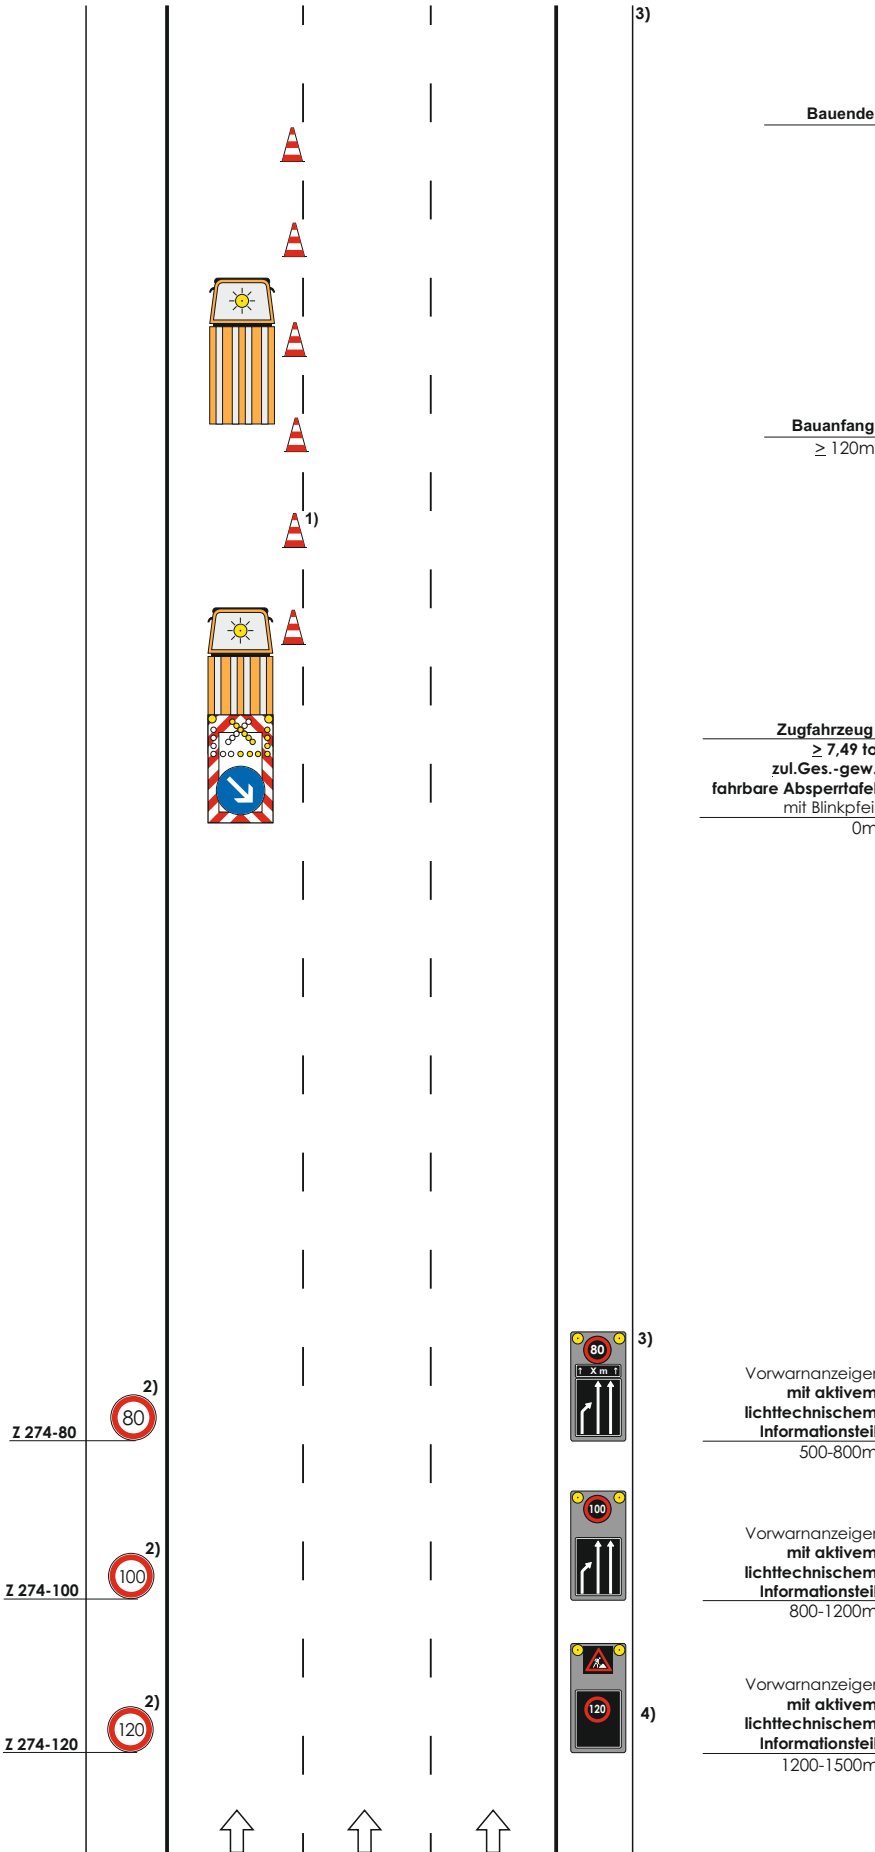 3)
Bauende
Bauanfang
≥ 120m
1)
Zugfahrzeug
≥ 7,49 to
zul.Ges.-gew.
fahrbare Absperrtafel
mit Blinkpfeil
0m
3)
80
↑ X m ↑
2)
80
Z 274-80
Vorwarnanzeiger
mit aktivem
lichttechnischem
Informationsteil
500-800m
100
2)
100
Z 274-100
Vorwarnanzeiger
mit aktivem
lichttechnischem
Informationsteil
800-1200m
2)
120
Z 274-120
120
4)
Vorwarnanzeiger
mit aktivem
lichttechnischem
Informationsteil
1200-1500m